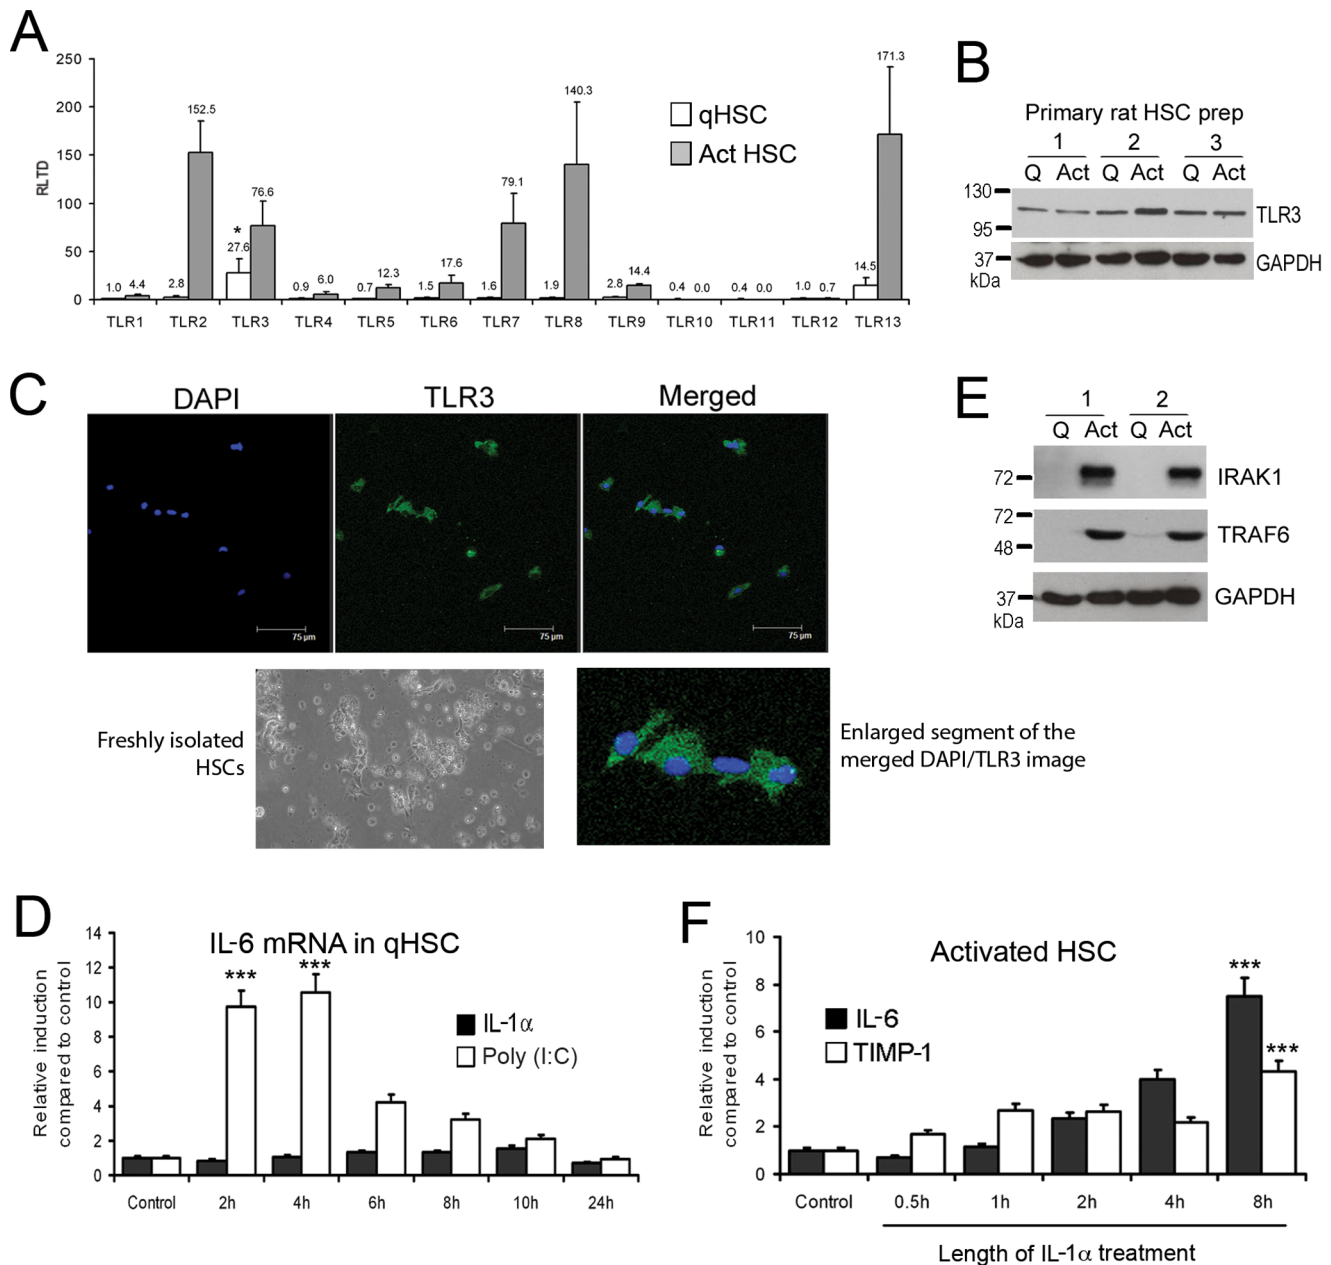 A
250
200
150
100
50
0
RLTD
1.0 4.4 2.8 152.5 * 27.6 76.6 0.9 6.0 0.7 12.3 1.5 17.6 1.6 79.1 1.9 140.3 2.8 14.4 0.4 0.0 0.4 0.0 1.0 0.7 14.5 171.3
TLR1 TLR2 TLR3 TLR4 TLR5 TLR6 TLR7 TLR8 TLR9 TLR10 TLR11 TLR12 TLR13
qHSC
Act HSC
B
Primary rat HSC prep
1 2 3
Q Act Q Act Q Act
130
95
37
kDa
TLR3
GAPDH
C
DAPI TLR3 Merged
75 µm 75 µm 75 µm
Freshly isolated
HSCs
Enlarged segment of the
merged DAPI/TLR3 image
E
1 2
Q Act Q Act
72
72
48
37
kDa
IRAK1
TRAF6
GAPDH
D
IL-6 mRNA in qHSC
Relative induction
cmpared to control
14
12
10
8
6
4
2
0
*** ***
IL-1α
Poly (I:C)
Control 2h 4h 6h 8h 10h 24h
F
Activated HSC
Relative induction
cmpared to control
10
8
6
4
2
0
***
***
IL-6
TIMP-1
Control 0.5h 1h 2h 4h 8h
Length of IL-1α treatment